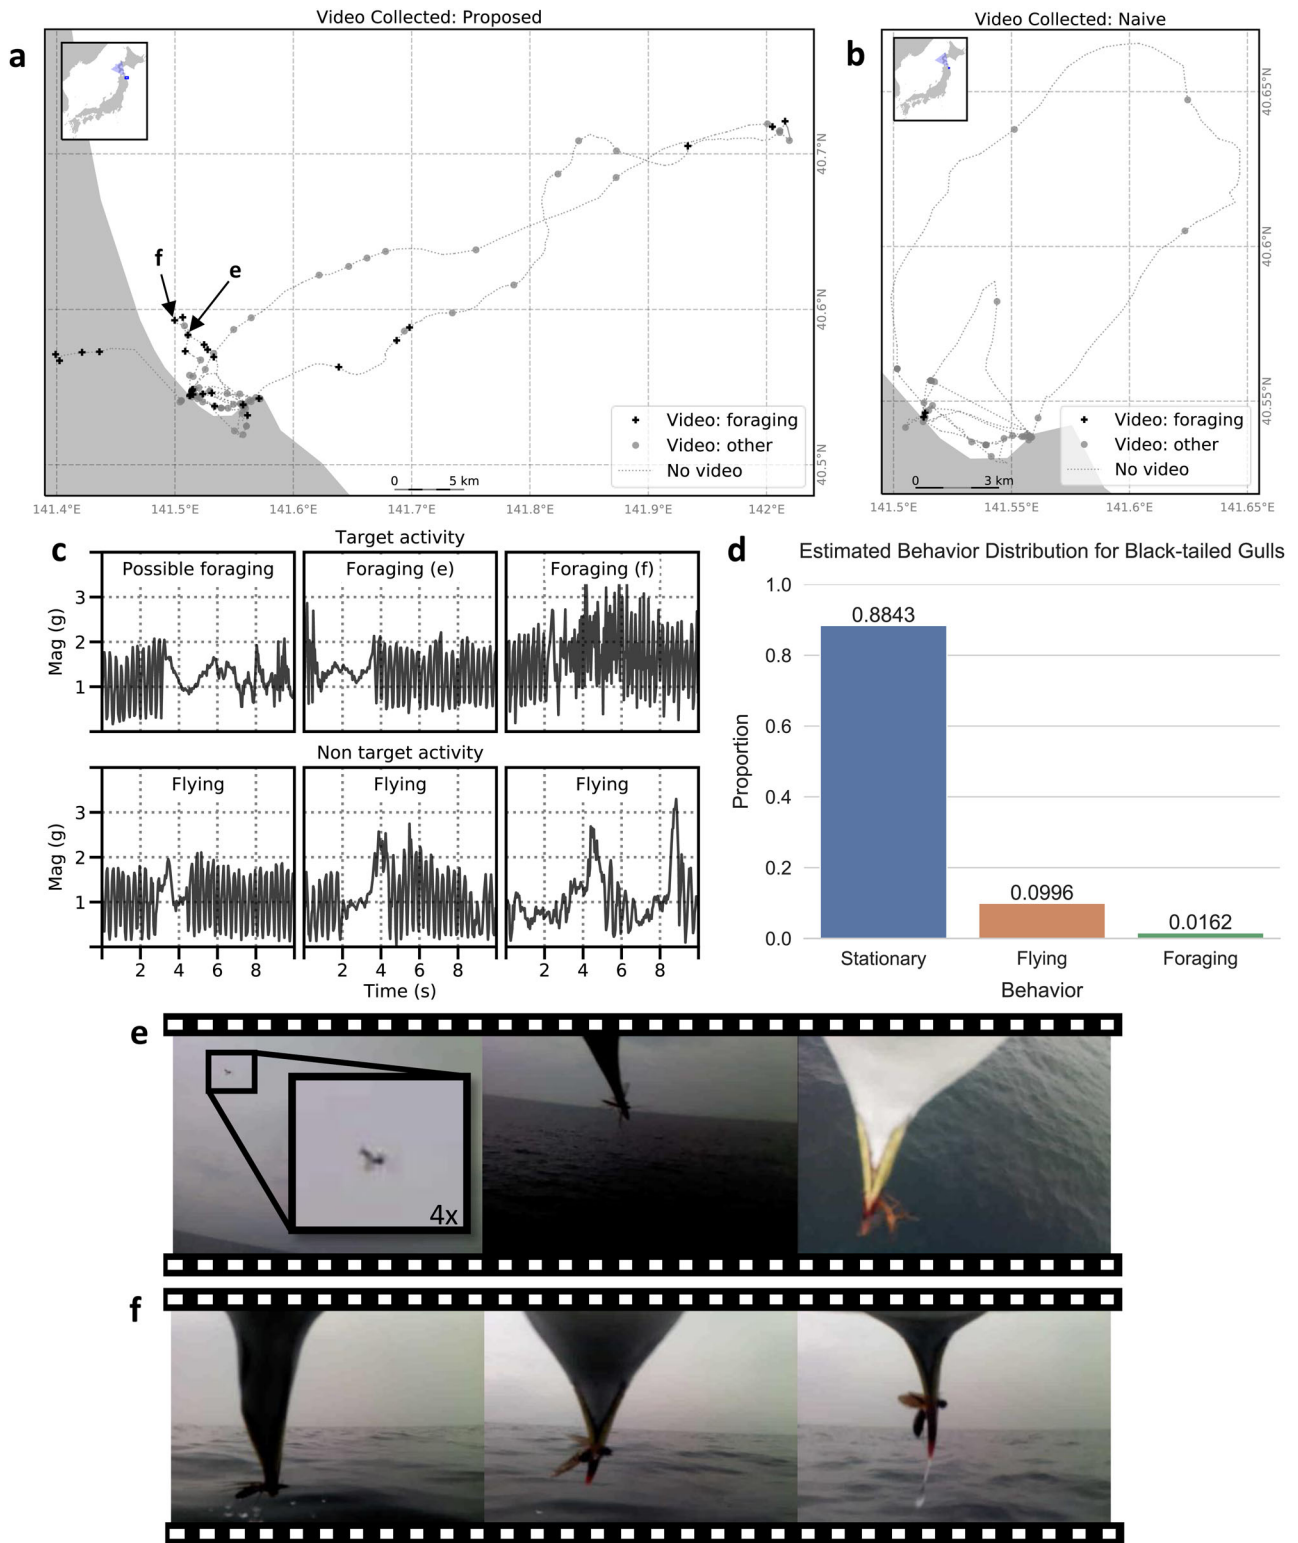 Video Collected: Proposed
a
f
e
Video: foraging
Video: other
No video
0 5 km
40.7°N
40.6°N
40.5°N
141.4°E 141.5°E 141.6°E 141.7°E 141.8°E 141.9°E 142°E
Video Collected: Naive
b
Video: foraging
Video: other
No video
0 3 km
40.65°N
40.6°N
40.55°N
141.5°E 141.55°E 141.6°E 141.65°E
c
Target activity
Possible foraging Foraging (e) Foraging (f)
Mag (g)
3
2
1
Non target activity
Flying Flying Flying
Mag (g)
3
2
1
2 4 6 8 2 4 6 8 2 4 6 8
Time (s)
d
Estimated Behavior Distribution for Black-tailed Gulls
Proportion
1.0
0.8
0.6
0.4
0.2
0.0
0.8843
0.0996
0.0162
Stationary Flying Foraging
Behavior
e
4x
f